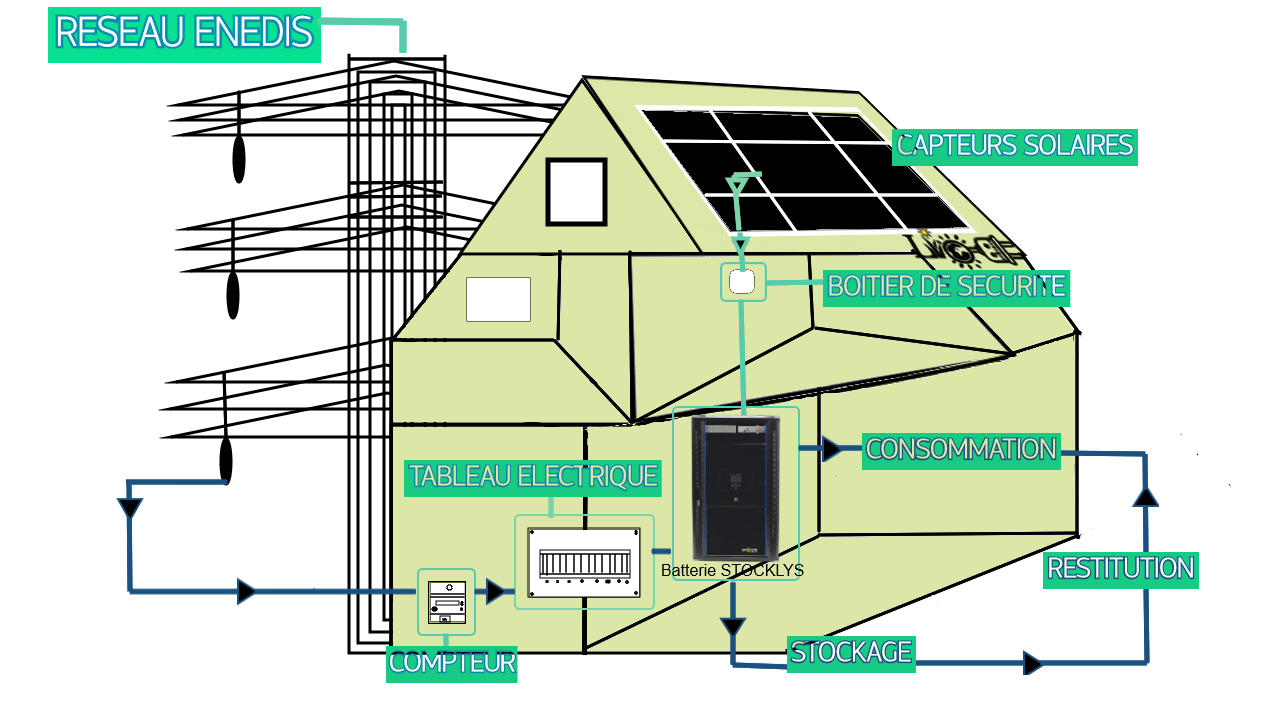 RESEAU ENEDIS
CAPTEURS SOLAIRES
BOITIER DE SECURITE
CONSOMMATION
TABLEAU ELECTRIQUE
Batterie STOCKLYS
RESTITUTION
STOCKAGE
COMPTEUR